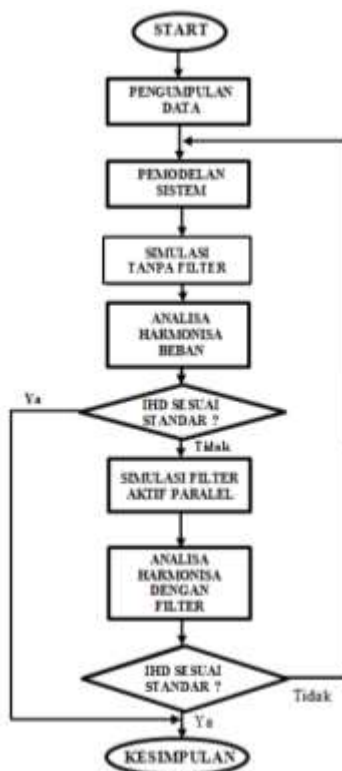 START
PENGUMPULAN
DATA
PEMODELAN
SISTEM
SIMULASI
TANPA FILTER
ANALISA
HARMONISA
BEBAN
Ya
IHD SESUAI
STANDAR ?
Tidak
SIMULASI FILTER
AKTIF PARALEL
ANALISA
HARMONISA
DENGAN
FILTER
IHD SESUAI
STANDAR ?
Tidak
Ya
KESIMPULAN